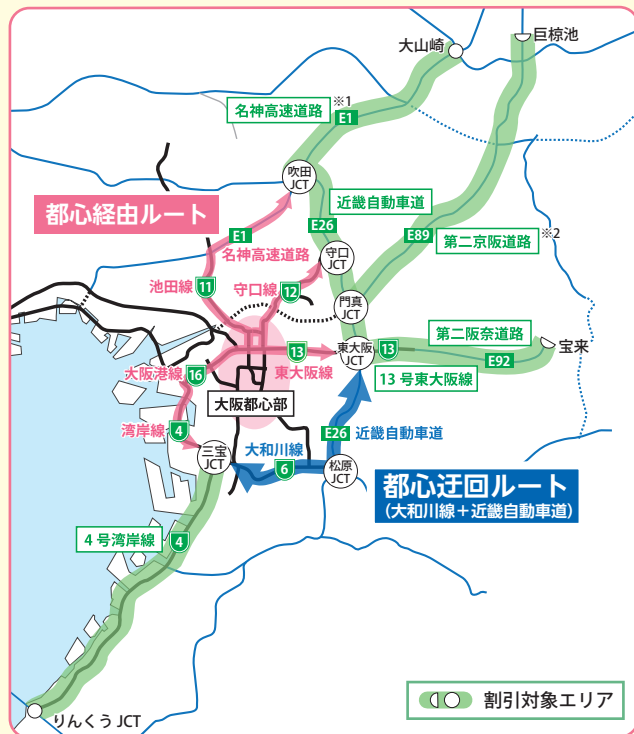 巨椋池
大山崎
名神高速道路
※1
E1
吹田
JCT
都心経由ルート
近畿自動車道
E26
E1
名神高速道路
守口
JCT
E89
第二京阪道路
※2
池田線
11
守口線
12
門真
JCT
第二阪奈道路
宝来
大阪港線
16
13
東大阪線
東大阪
JCT
13
E92
13号東大阪線
大阪都心部
湾岸線
4
三宝
JCT
大和川線
6
E26
近畿自動車道
松原
JCT
都心迂回ルート
(大和川線+近畿自動車道)
4号湾岸線
4
りんくうJCT
割引対象エリア